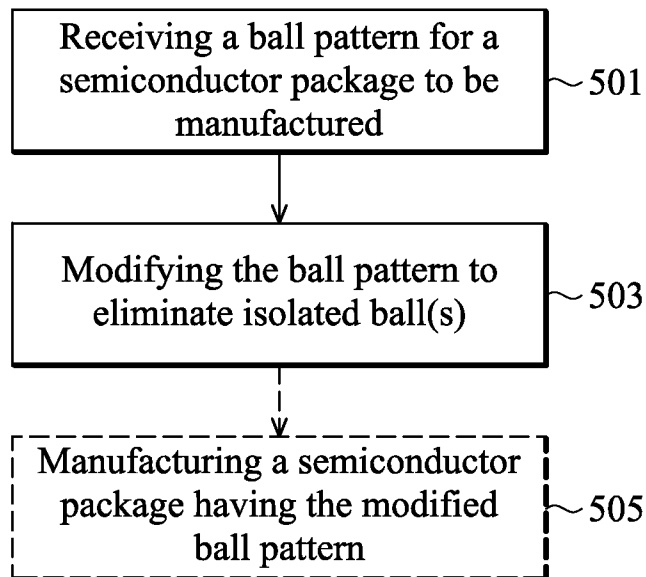 Receiving a ball pattern for a
semiconductor package to be
manufactured
501
Modifying the ball pattern to
eliminate isolated ball(s)
503
Manufacturing a semiconductor
package having the modified
ball pattern
505